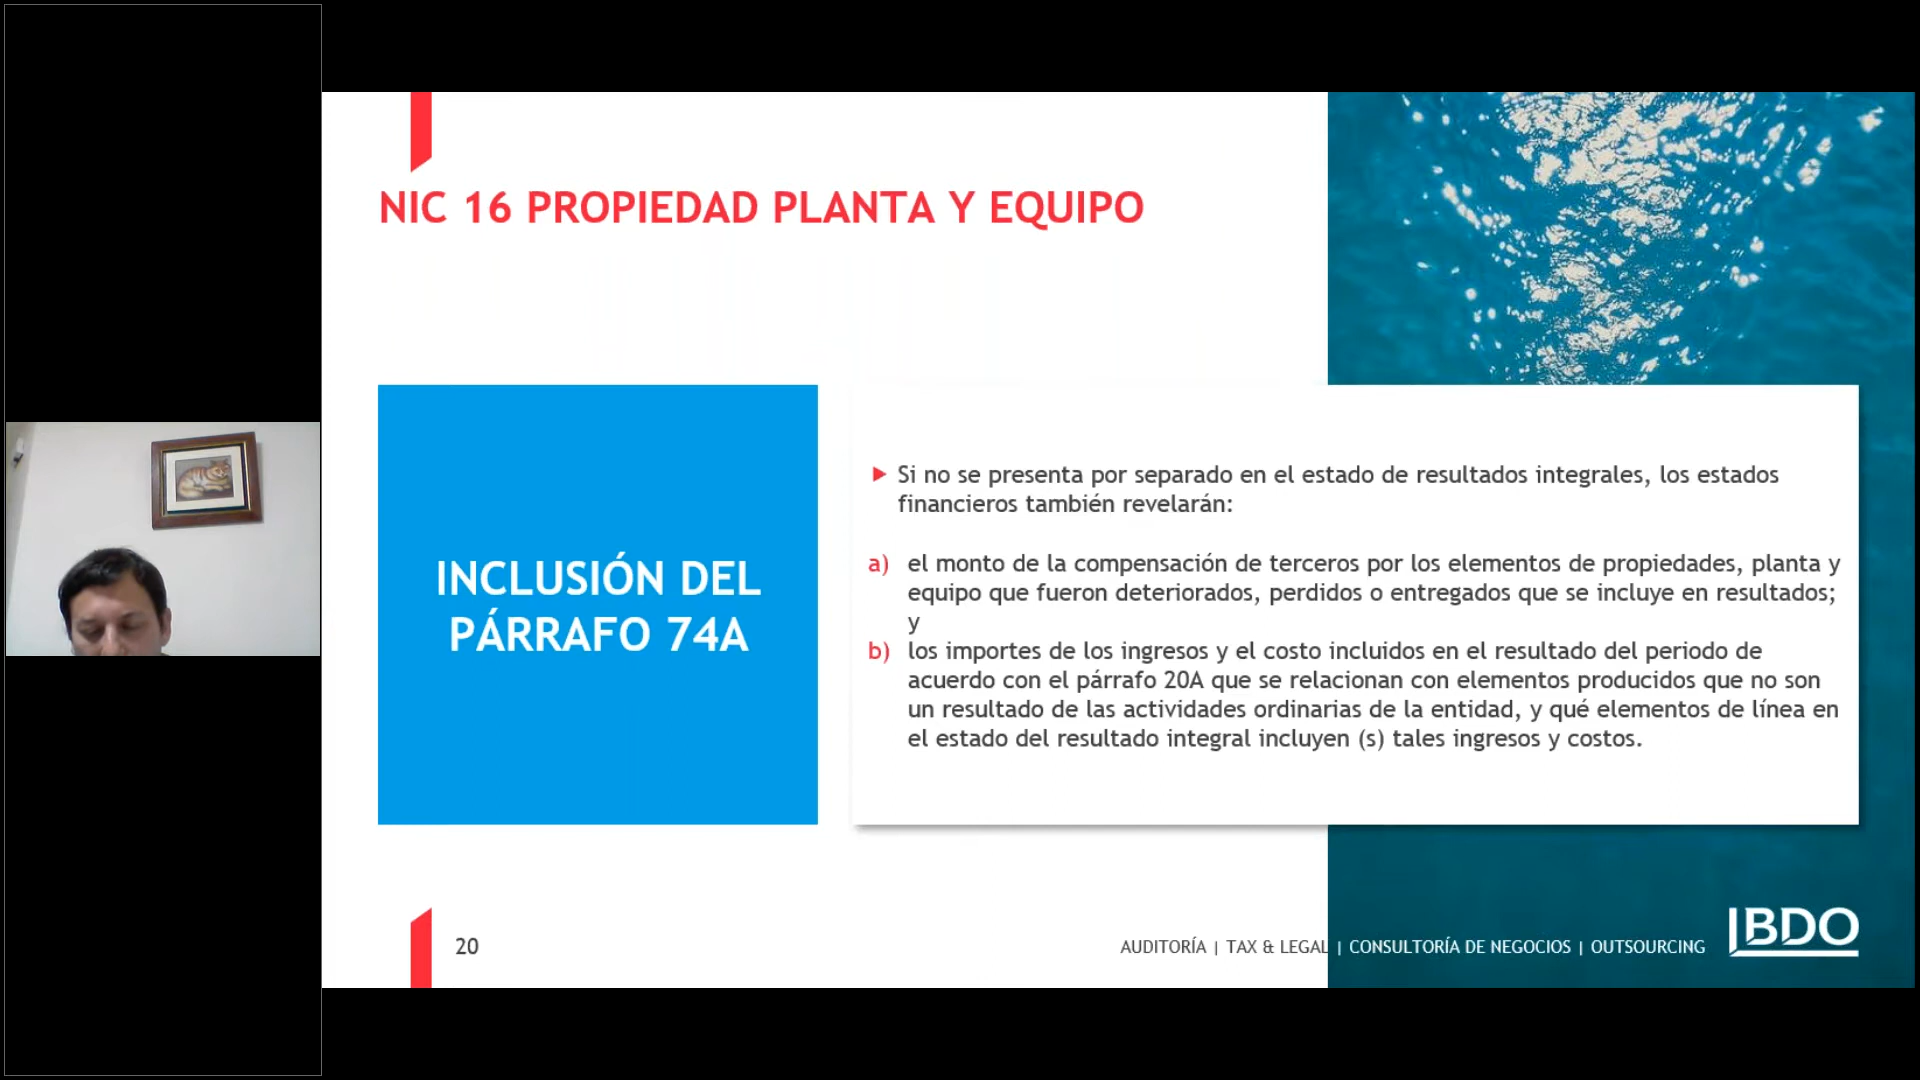 NIC 16 PROPIEDAD PLANTA Y EQUIPO
INCLUSIÓN DEL
PÁRRAFO 74A
Si no se presenta por separado en el estado de resultados integrales, los estados
financieros también revelarán:
a) el monto de la compensación de terceros por los elementos de propiedades, planta y
equipo que fueron deteriorados, perdidos o entregados que se incluye en resultados;
y
b) los importes de los ingresos y el costo incluidos en el resultado del periodo de
acuerdo con el párrafo 20A que se relacionan con elementos producidos que no son
un resultado de las actividades ordinarias de la entidad, y qué elementos de línea en
el estado del resultado integral incluyen (s) tales ingresos y costos.
20
AUDITORÍA | TAX & LEGAL | CONSULTORÍA DE NEGOCIOS | OUTSOURCING
BDO